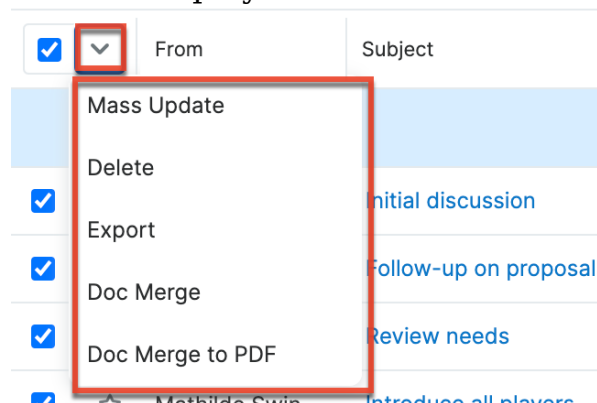 From Subject
Mass Update
Delete
Initial discussion
Export
Follow-up on proposal
Doc Merge
Review needs
Doc Merge to PDF
Introduce all players